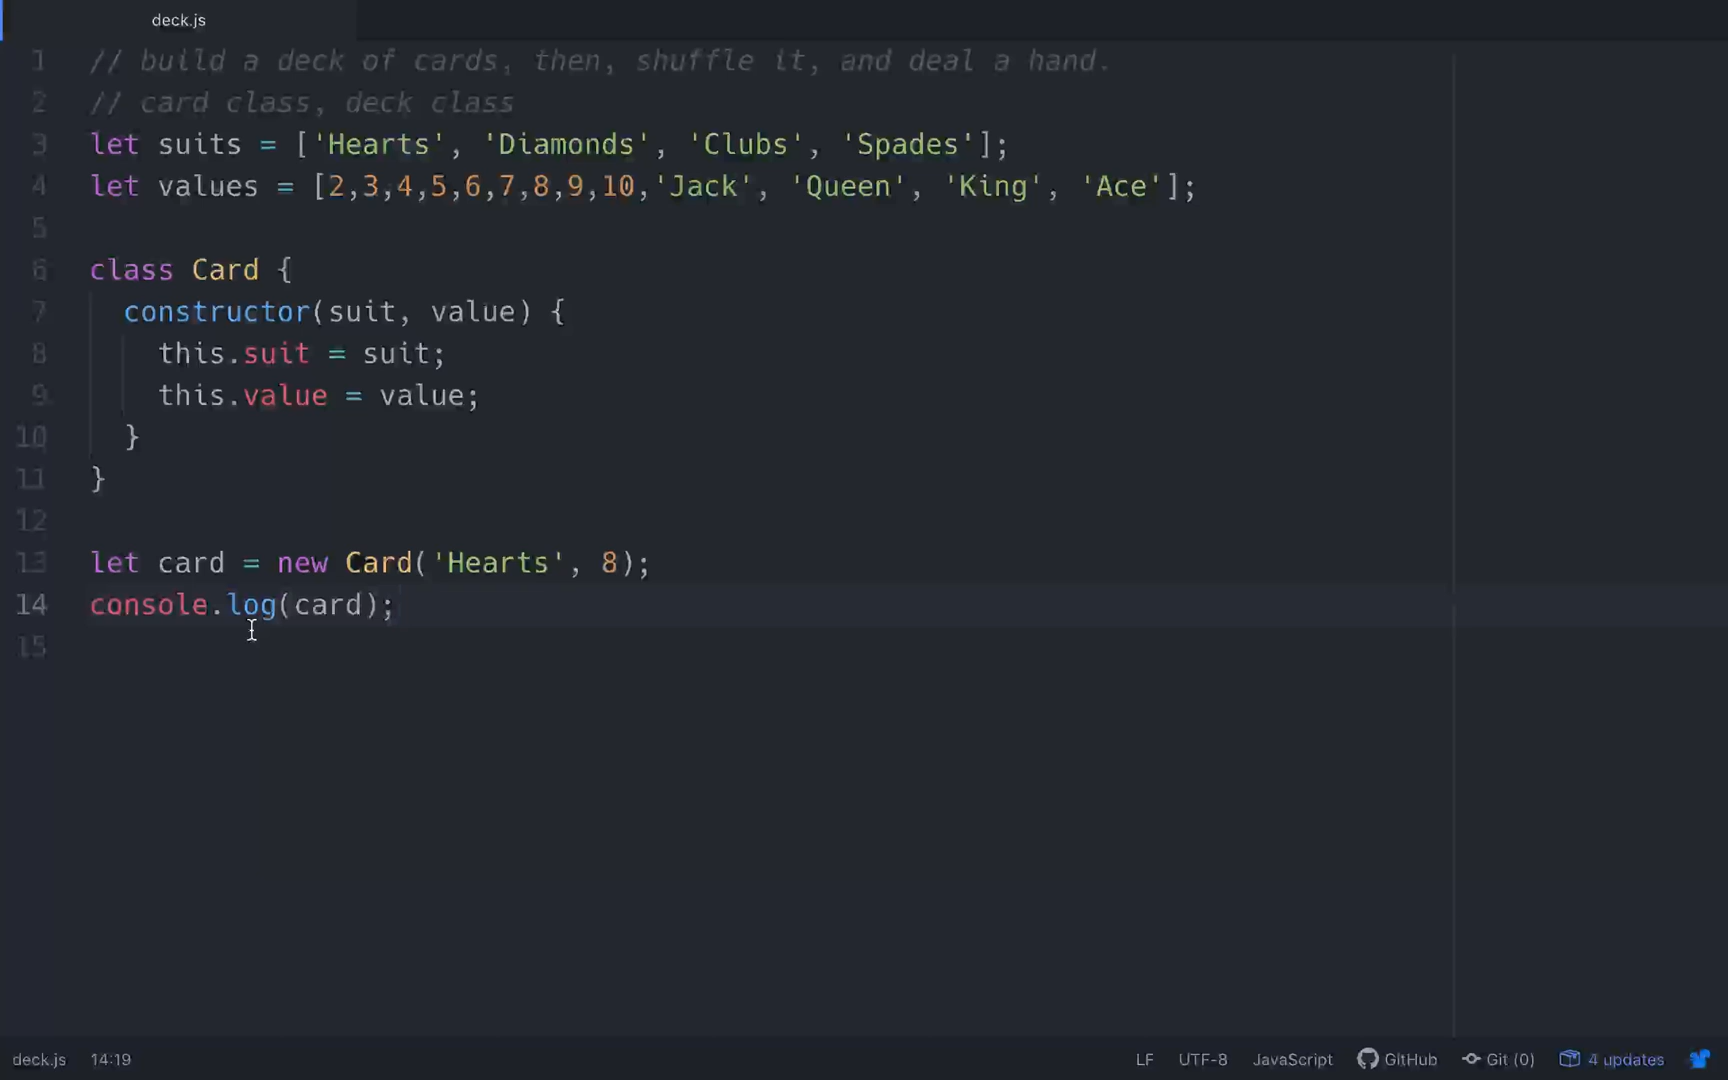 deck.js
1 // build a deck of cards, then, shuffle it, and deal a hand.
2 // card class, deck class
3 let suits = ['Hearts', 'Diamonds', 'Clubs', 'Spades'];
4 let values = [2,3,4,5,6,7,8,9,10,'Jack', 'Queen', 'King', 'Ace'];
5
6 class Card {
7 constructor(suit, value) {
8 this.suit = suit;
9 this.value = value;
10 }
11 }
12
13 let card = new Card('Hearts', 8);
14 console.log(card);
15
deck.js 14:19 LF UTF-8 JavaScript GitHub Git (0) 4 updates